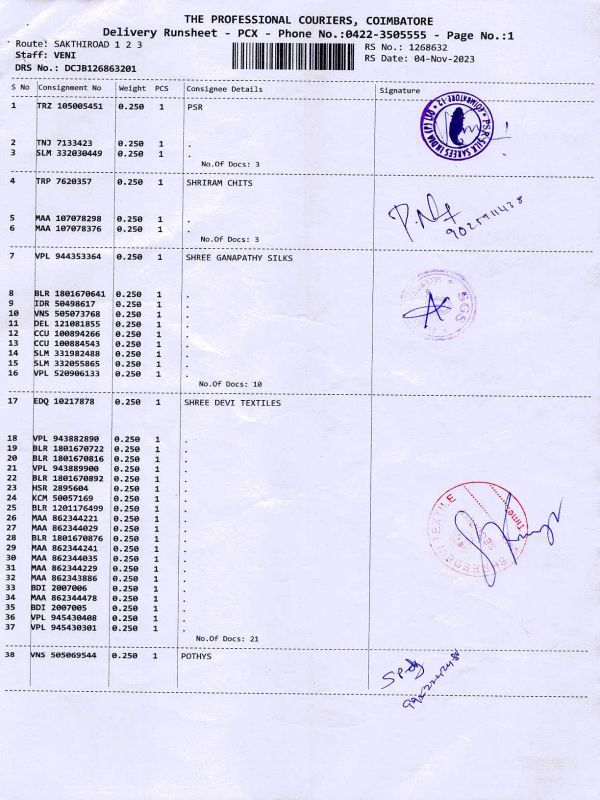 THE PROFESSIONAL COURIERS, COIMBATORE
Delivery Runsheet - PCX - Phone No.:0422-3505555 - Page No.:1
Route: SAKTHIROAD 1 2 3
RS No.: 1268632
Staff: VENI
RS Date: 04-Nov-2023
DRS No.: DCJB126863201
S No Consignment No Weight PCS Consignee Details Signature
1 TRZ 105005451 0.250 1 PSR
P.S.R SILK SAREES INDIA (P) LTD
2 TNJ 7133423 0.250 1 .
3 SLM 332030449 0.250 1 .
No.Of Docs: 3
4 TRP 7620357 0.250 1 SHRIRAM CHITS
5 MAA 107078298 0.250 1 .
6 MAA 107078376 0.250 1 .
No.Of Docs: 3
7 VPL 944353364 0.250 1 SHREE GANAPATHY SILKS
SGS
8 BLR 1801670641 0.250 1 .
9 IDR 50498617 0.250 1 .
10 VNS 505073768 0.250 1 .
11 DEL 121081855 0.250 1 .
12 CCU 100894266 0.250 1 .
13 CCU 100884543 0.250 1 .
14 SLM 331982488 0.250 1 .
15 SLM 332055865 0.250 1 .
16 VPL 520906133 0.250 1 .
No.Of Docs: 10
17 EDQ 10217878 0.250 1 SHREE DEVI TEXTILES
18 VPL 943882890 0.250 1 .
19 BLR 1801670722 0.250 1 .
20 BLR 1801670816 0.250 1 .
21 VPL 943889900 0.250 1 .
22 BLR 1801670892 0.250 1 .
23 HSR 2895604 0.250 1 .
24 KCM 50057169 0.250 1 .
25 BLR 1201176499 0.250 1 .
26 MAA 862344221 0.250 1 .
27 MAA 862344029 0.250 1 .
28 BLR 1801670876 0.250 1 .
29 MAA 862344241 0.250 1 .
30 MAA 862344035 0.250 1 .
31 MAA 862344229 0.250 1 .
32 MAA 862343886 0.250 1 .
33 BDI 2007006 0.250 1 .
34 MAA 862344478 0.250 1 .
35 BDI 2007005 0.250 1 .
36 VPL 945430408 0.250 1 .
37 VPL 945430301 0.250 1 .
No.Of Docs: 21
38 VNS 505069544 0.250 1 POTHYS